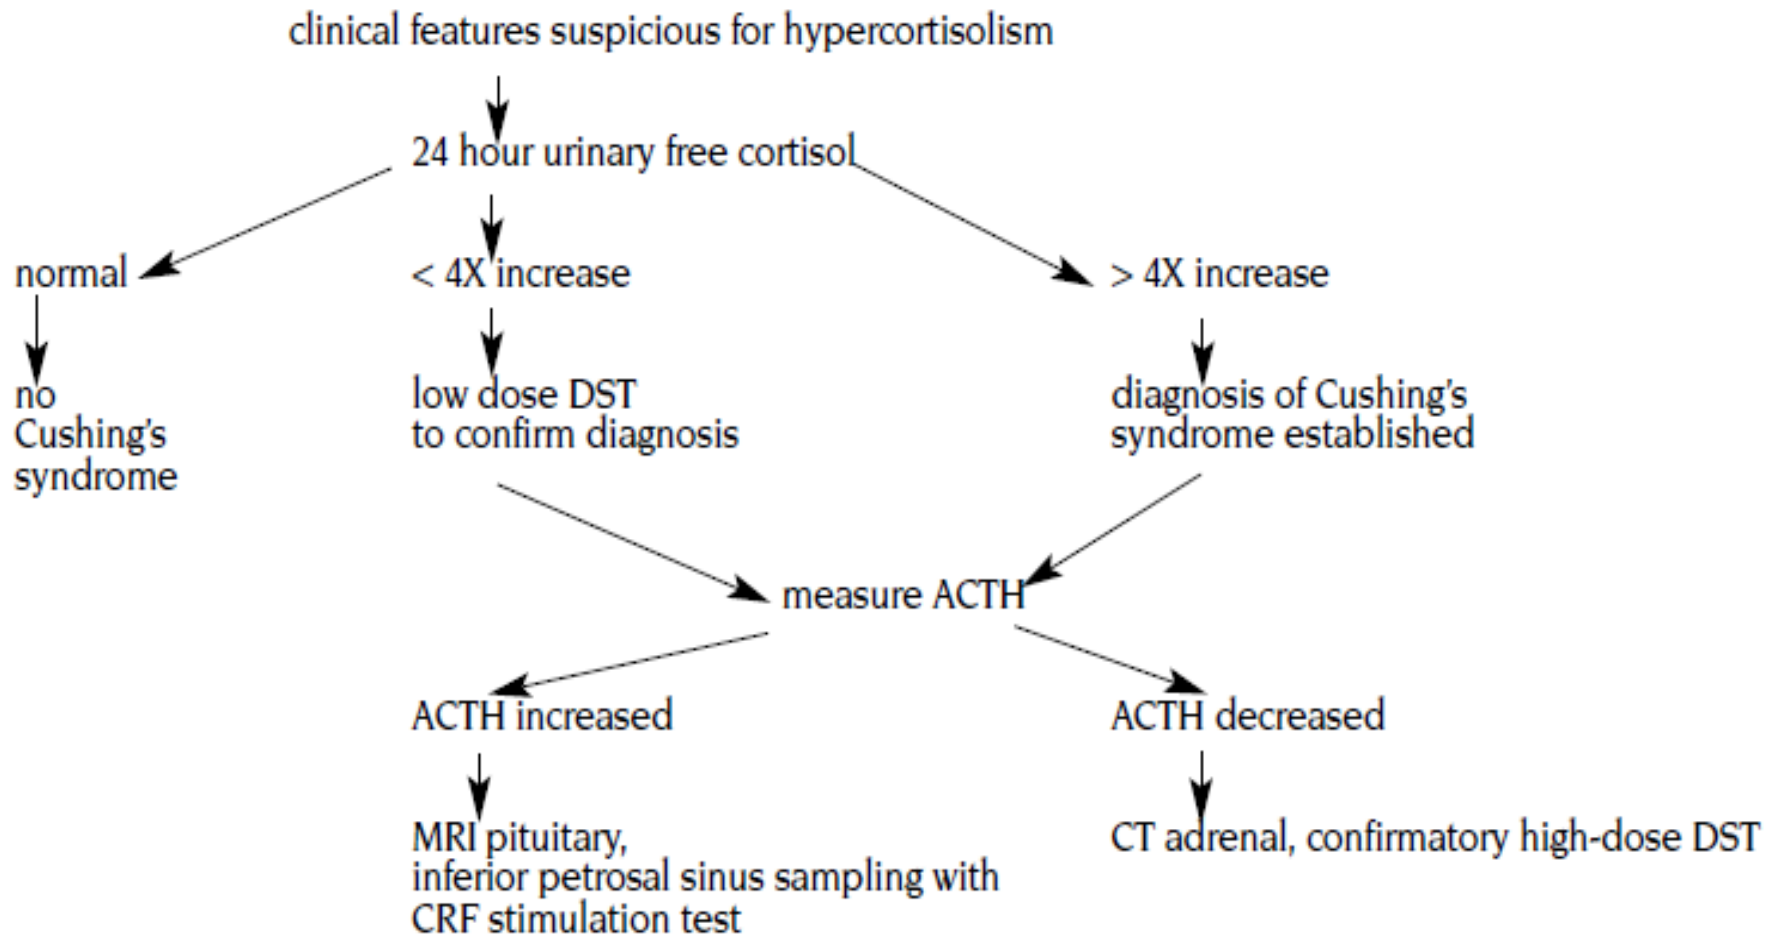 clinical features suspicious for hypercortisolism
24 hour urinary free cortisol
normal
< 4X increase
> 4X increase
no
Cushing's
syndrome
low dose DST
to confirm diagnosis
diagnosis of Cushing's
syndrome established
measure ACTH
ACTH increased
ACTH decreased
MRI pituitary,
inferior petrosal sinus sampling with
CRF stimulation test
CT adrenal, confirmatory high-dose DST